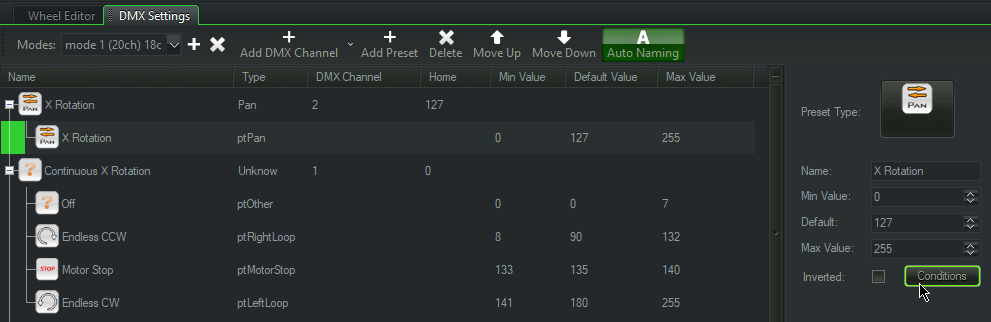 Wheel Editor DMX Settings
Modes: mode 1 (20ch) 18c Add DMX Channel Add Preset Delete Move Up Move Down A Auto Naming
Name Type DMX Channel Home Min Value Default Value Max Value
PAN X Rotation Pan 2 127
PAN X Rotation ptPan 0 127 255
? Continuous X Rotation Unknow 1 0
? Off ptOther 0 0 7
Endless CCW ptRightLoop 8 90 132
STOP Motor Stop ptMotorStop 133 135 140
Endless CW ptLeftLoop 141 180 255
Preset Type: PAN
Name: X Rotation
Min Value: 0
Default: 127
Max Value: 255
Inverted: Conditions